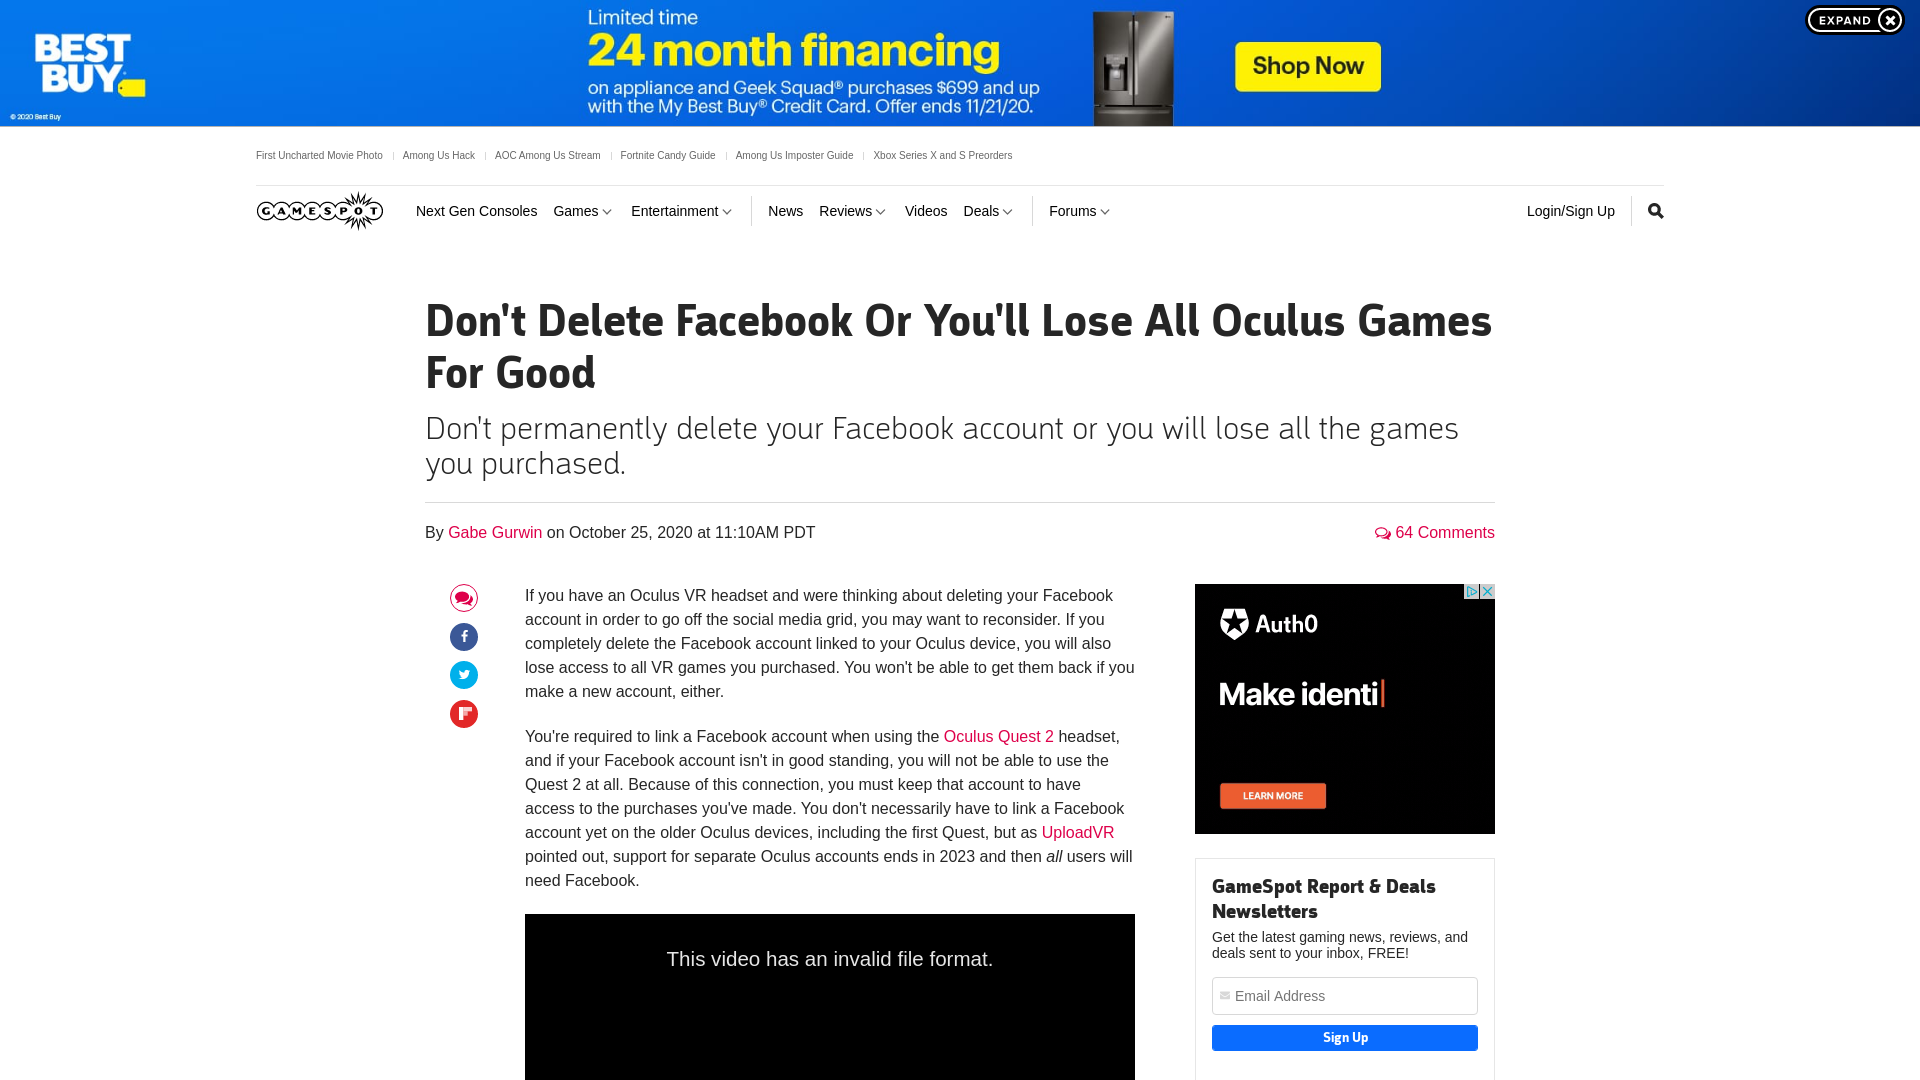 BEST
BUY
© 2020 Best Buy
Limited time
24 month financing
on appliance and Geek Squad® purchases $699 and up
with the My Best Buy® Credit Card. Offer ends 11/21/20.
Shop Now
EXPAND
First Uncharted Movie Photo
Among Us Hack
AOC Among Us Stream
Fortnite Candy Guide
Among Us Imposter Guide
Xbox Series X and S Preorders
GAMESPOT
Next Gen Consoles
Games
Entertainment
News
Reviews
Videos
Deals
Forums
Login/Sign Up
Don't Delete Facebook Or You'll Lose All Oculus Games
For Good
Don't permanently delete your Facebook account or you will lose all the games
you purchased.
By Gabe Gurwin on October 25, 2020 at 11:10AM PDT
64 Comments
If you have an Oculus VR headset and were thinking about deleting your Facebook
account in order to go off the social media grid, you may want to reconsider. If you
completely delete the Facebook account linked to your Oculus device, you will also
lose access to all VR games you purchased. You won't be able to get them back if you
make a new account, either.
You're required to link a Facebook account when using the Oculus Quest 2 headset,
and if your Facebook account isn't in good standing, you will not be able to use the
Quest 2 at all. Because of this connection, you must keep that account to have
access to the purchases you've made. You don't necessarily have to link a Facebook
account yet on the older Oculus devices, including the first Quest, but as UploadVR
pointed out, support for separate Oculus accounts ends in 2023 and then all users will
need Facebook.
This video has an invalid file format.
Auth0
Make identi
LEARN MORE
GameSpot Report & Deals
Newsletters
Get the latest gaming news, reviews, and
deals sent to your inbox, FREE!
Email Address
Sign Up